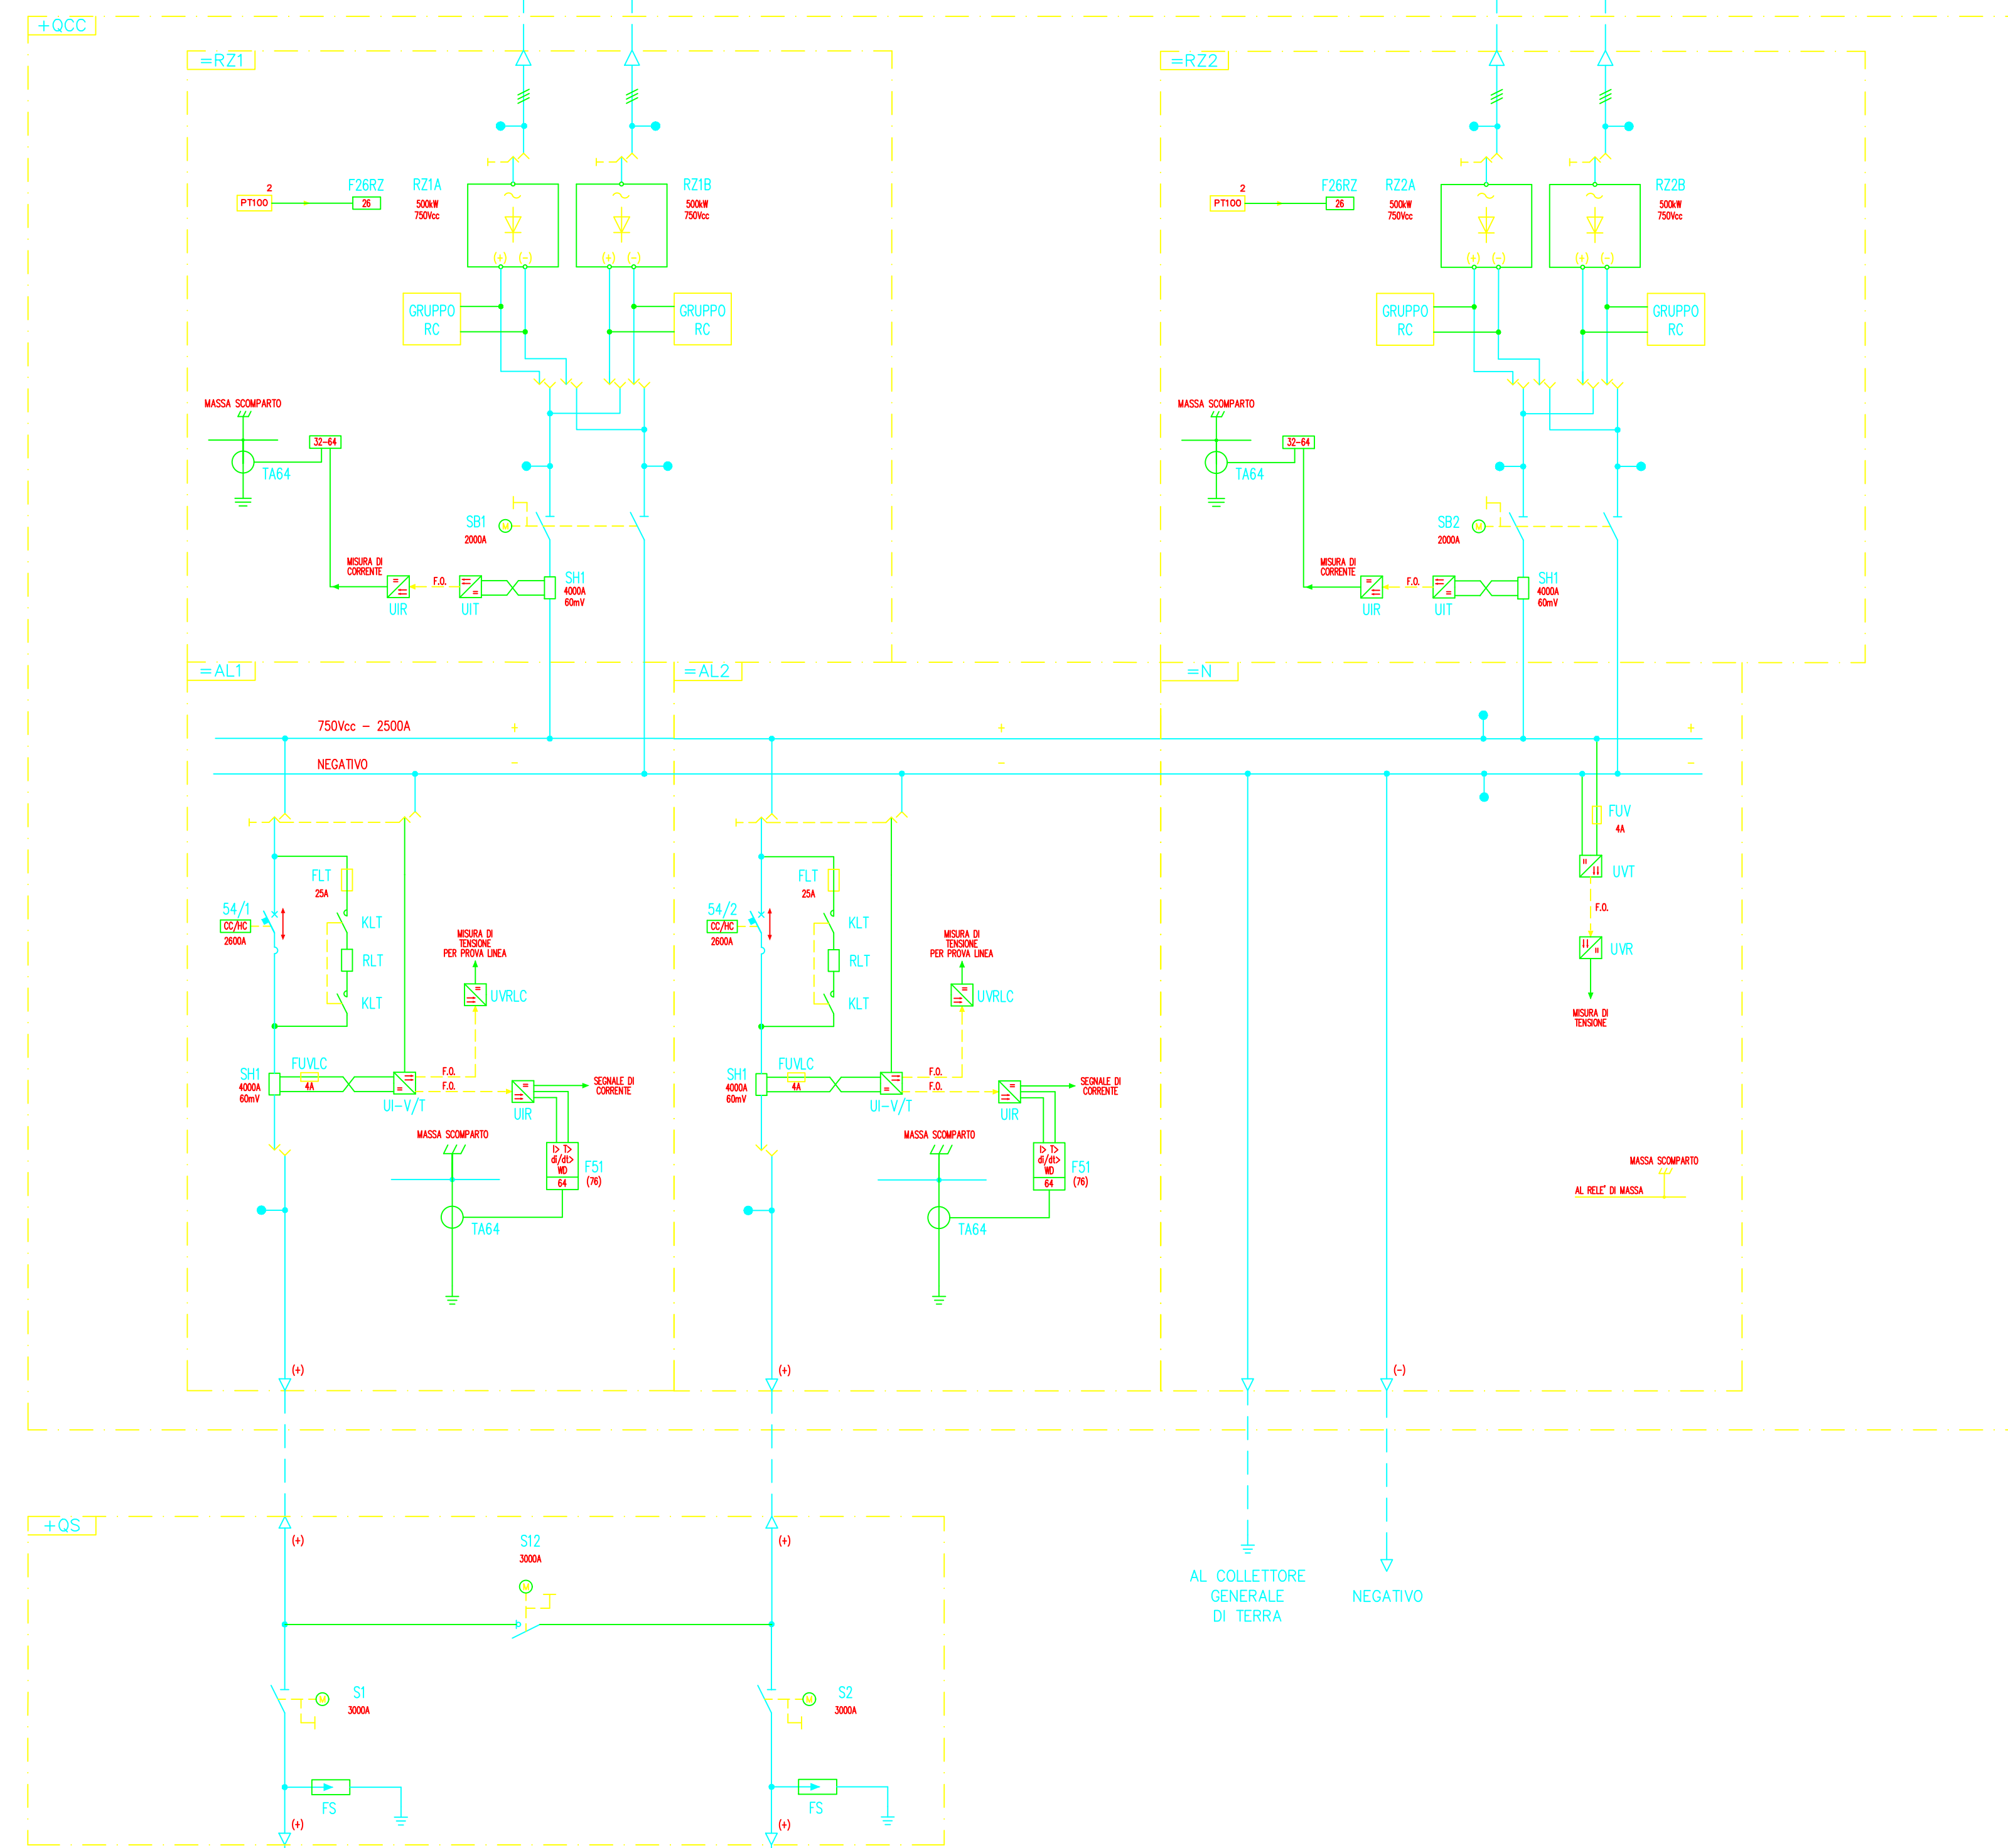 +QCC
=RZ1
2
PT100
F26RZ
26
RZ1A
500kW
750Vcc
(+) (-)
RZ1B
500kW
750Vcc
(+) (-)
GRUPPO
RC
GRUPPO
RC
MASSA SCOMPARTO
32-64
TA64
SB1
M
2000A
MISURA DI
CORRENTE
UIR
F.O.
UIT
SH1
4000A
60mV
=RZ2
2
PT100
F26RZ
26
RZ2A
500kW
750Vcc
(+) (-)
RZ2B
500kW
750Vcc
(+) (-)
GRUPPO
RC
GRUPPO
RC
MASSA SCOMPARTO
32-64
TA64
SB2
M
2000A
MISURA DI
CORRENTE
UIR
F.O.
UIT
SH1
4000A
60mV
=AL1
750Vcc - 2500A
+
NEGATIVO
-
FLT
25A
54/1
CC/HC
2600A
KLT
RLT
KLT
MISURA DI
TENSIONE
PER PROVA LINEA
UVRLC
SH1
4000A
60mV
FUVLC
4A
UI-V/T
F.O.
F.O.
UIR
SEGNALE DI
CORRENTE
MASSA SCOMPARTO
I> T>
di/dt>
WD
64
F51
(76)
TA64
(+)
=AL2
+
-
FLT
25A
54/2
CC/HC
2600A
KLT
RLT
KLT
MISURA DI
TENSIONE
PER PROVA LINEA
UVRLC
SH1
4000A
60mV
FUVLC
4A
UI-V/T
F.O.
F.O.
UIR
SEGNALE DI
CORRENTE
MASSA SCOMPARTO
I> T>
di/dt>
WD
64
F51
(76)
TA64
(+)
=N
+
-
FUV
4A
UVT
F.O.
UVR
MISURA DI
TENSIONE
MASSA SCOMPARTO
AL RELE' DI MASSA
(-)
AL COLLETTORE
GENERALE
DI TERRA
NEGATIVO
+QS
(+)
S12
3000A
M
(+)
M
S1
3000A
M
S2
3000A
FS
FS
(+)
(+)